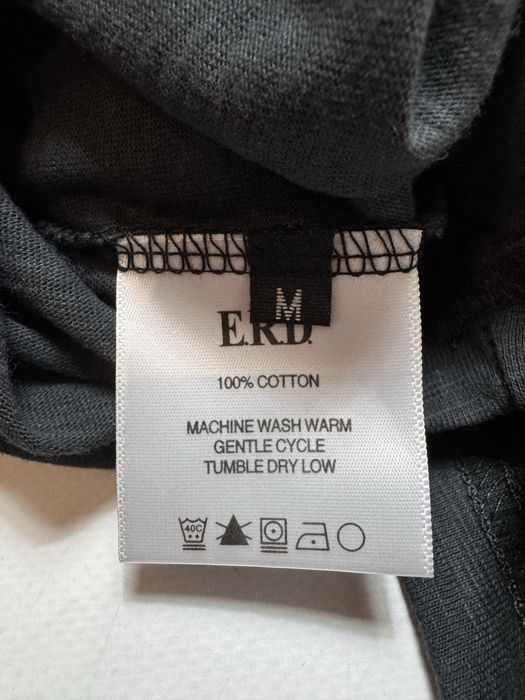 M
E.R.D.
100% COTTON
MACHINE WASH WARM
GENTLE CYCLE
TUMBLE DRY LOW
40C